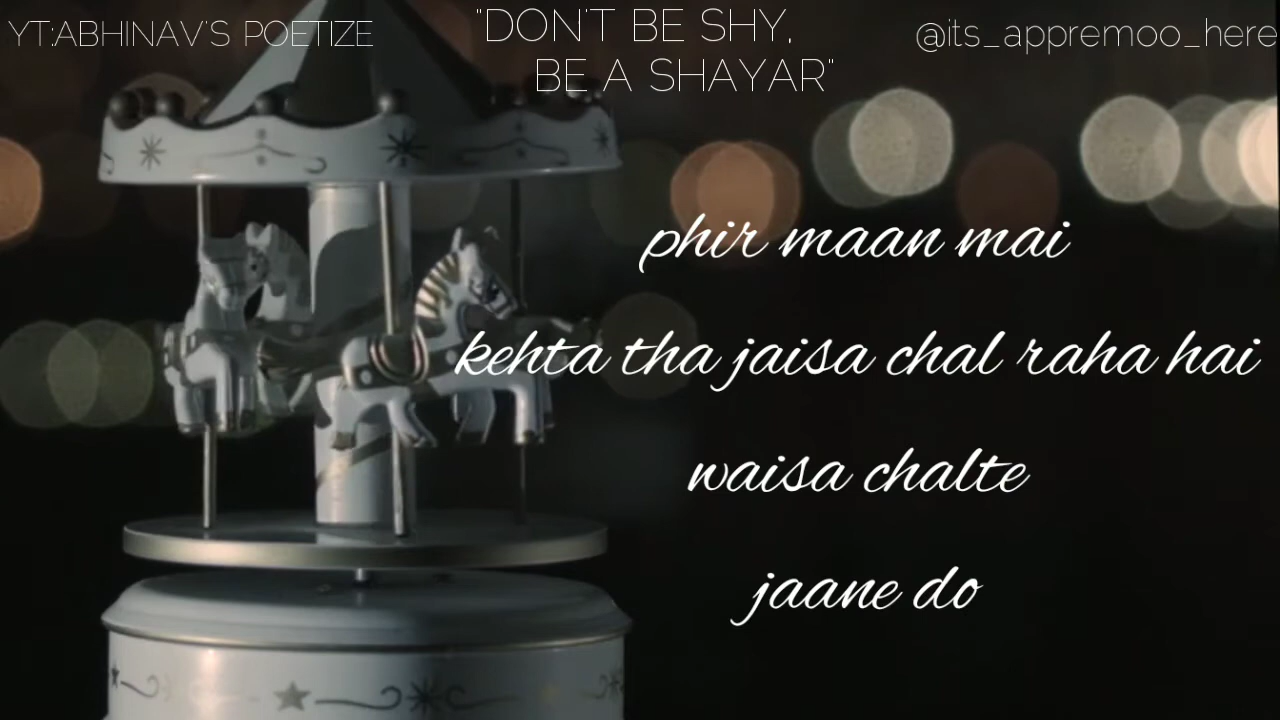 YT:ABHINAV'S POETIZE
"DON'T BE SHY,
BE A SHAYAR"
@its_appremoo_here
phir maan mai
kehta tha jaisa chal raha hai
waisa chalte
jaane do